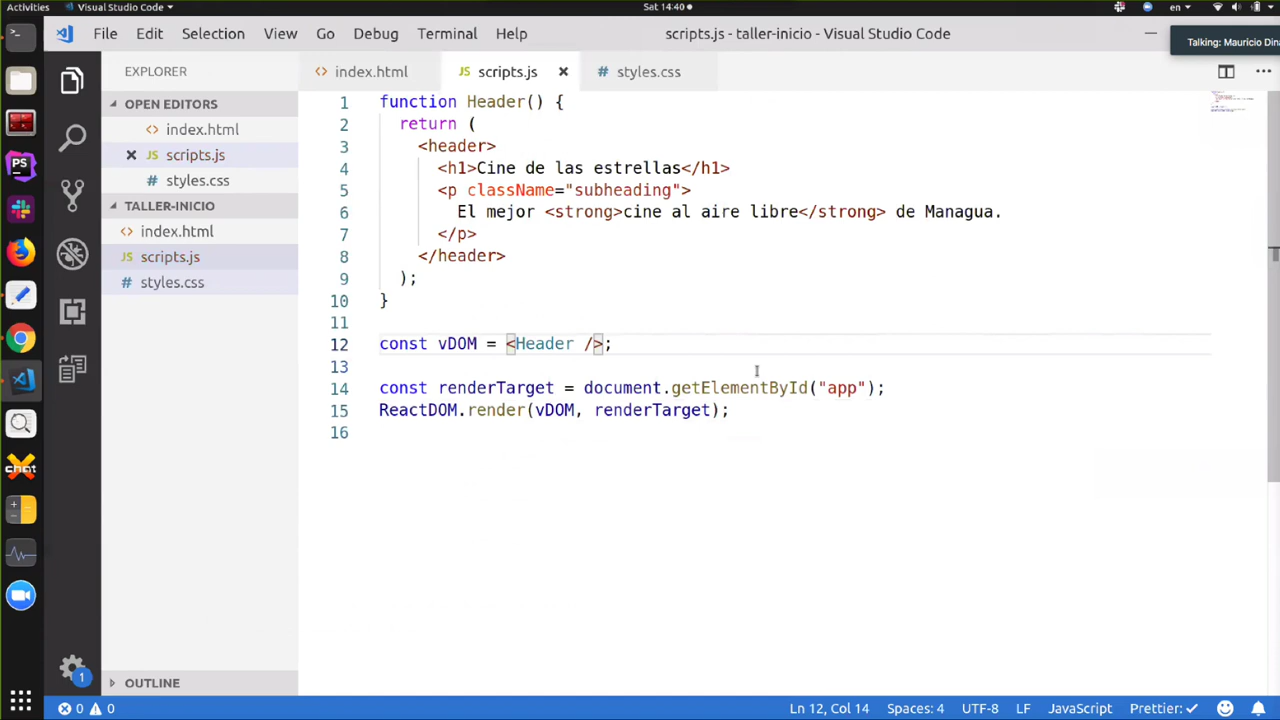 Activities Visual Studio Code Sat 14:40 en
File Edit Selection View Go Debug Terminal Help scripts.js - taller-inicio - Visual Studio Code
Talking: Mauricio Dina
EXPLORER
index.html scripts.js styles.css
OPEN EDITORS
index.html
scripts.js
styles.css
TALLER-INICIO
index.html
scripts.js
styles.css
1 function Header() {
2 return (
3 <header>
4 <h1>Cine de las estrellas</h1>
5 <p className="subheading">
6 El mejor <strong>cine al aire libre</strong> de Managua.
7 </p>
8 </header>
9 );
10 }
11
12 const vDOM = <Header />;
13
14 const renderTarget = document.getElementById("app");
15 ReactDOM.render(vDOM, renderTarget);
16
PS
chat
1
OUTLINE
0 0 Ln 12, Col 14 Spaces: 4 UTF-8 LF JavaScript Prettier: ✓